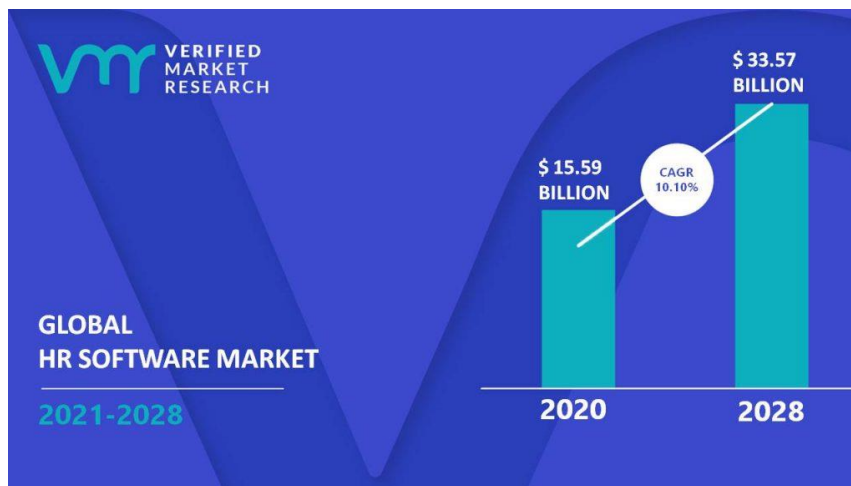 vmr
VERIFIED
MARKET
RESEARCH
GLOBAL
HR SOFTWARE MARKET
2021-2028
$ 15.59
BILLION
CAGR
10.10%
$ 33.57
BILLION
2020
2028